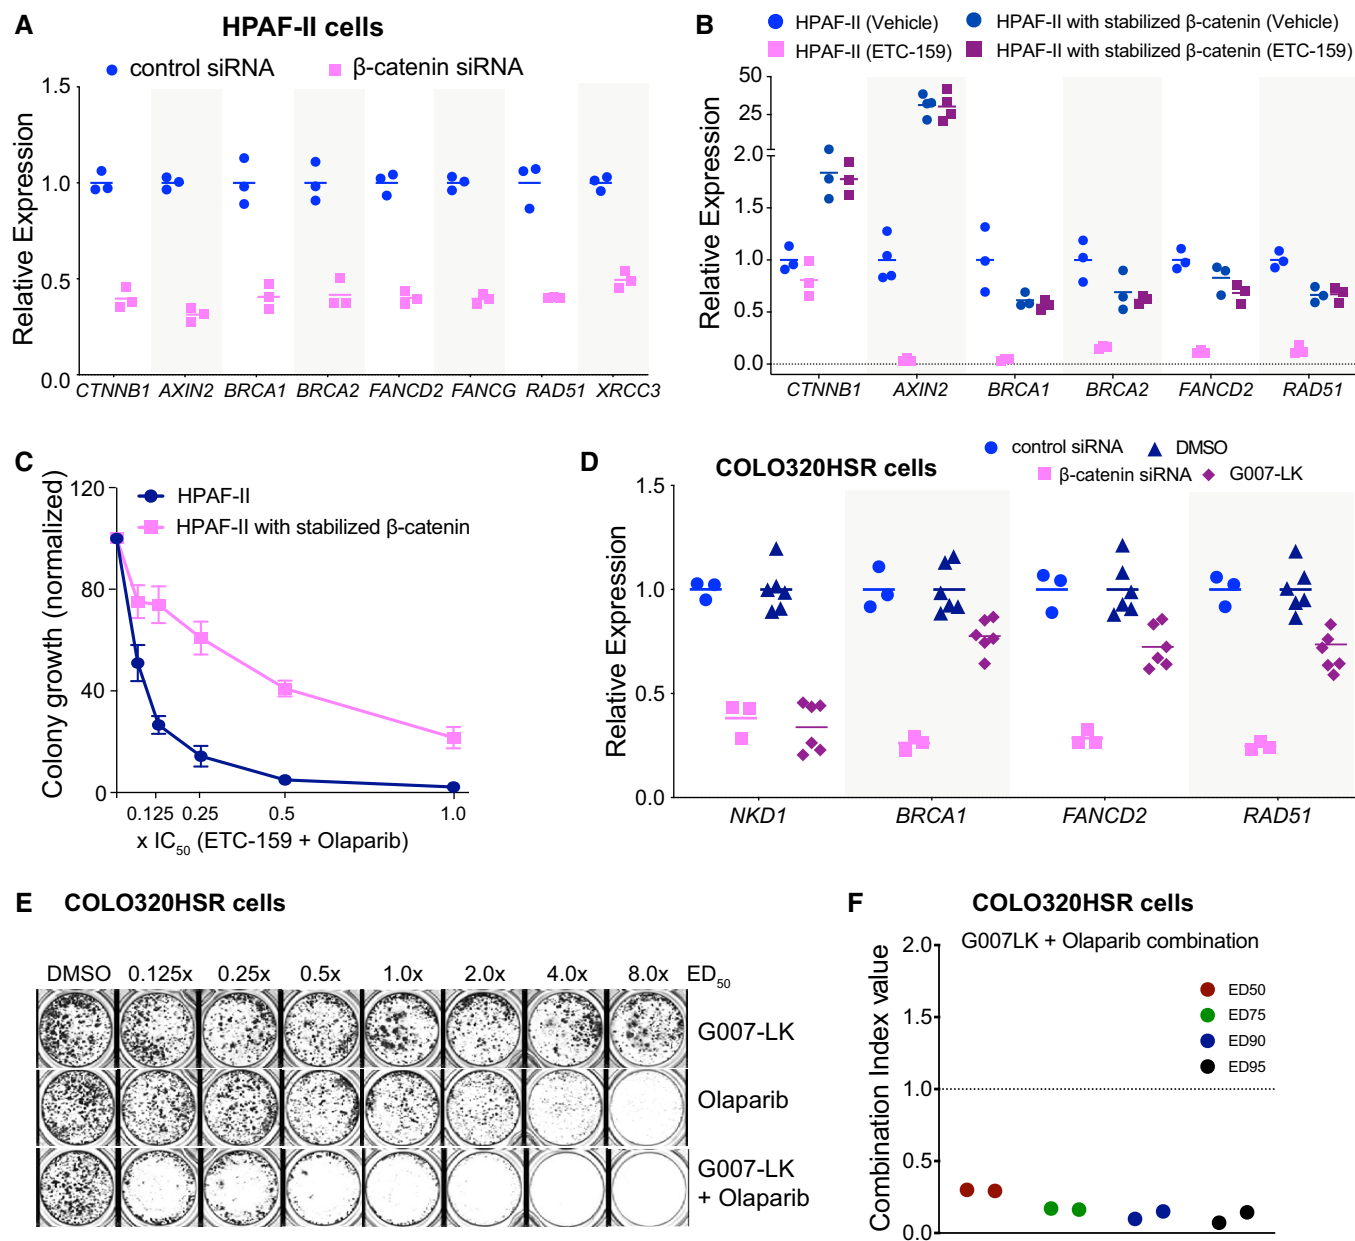 A
HPAF-II cells
control siRNA
β-catenin siRNA
Relative Expression
1.5
1.0
0.5
0.0
CTNNB1 AXIN2 BRCA1 BRCA2 FANCD2 FANCG RAD51 XRCC3
B
HPAF-II (Vehicle)
HPAF-II with stabilized β-catenin (Vehicle)
HPAF-II (ETC-159)
HPAF-II with stabilized β-catenin (ETC-159)
Relative Expression
50
25
2.0
1.5
1.0
0.5
0.0
CTNNB1 AXIN2 BRCA1 BRCA2 FANCD2 RAD51
C
HPAF-II
HPAF-II with stabilized β-catenin
Colony growth (normalized)
120
80
40
0
0.125 0.25 0.5 1.0
x IC50 (ETC-159 + Olaparib)
D
COLO320HSR cells
control siRNA
DMSO
β-catenin siRNA
G007-LK
Relative Expression
1.5
1.0
0.5
0.0
NKD1 BRCA1 FANCD2 RAD51
E
COLO320HSR cells
DMSO 0.125x 0.25x 0.5x 1.0x 2.0x 4.0x 8.0x ED50
G007-LK
Olaparib
G007-LK
+ Olaparib
F
COLO320HSR cells
G007LK + Olaparib combination
Combination Index value
2.0
1.5
1.0
0.5
0.0
ED50
ED75
ED90
ED95